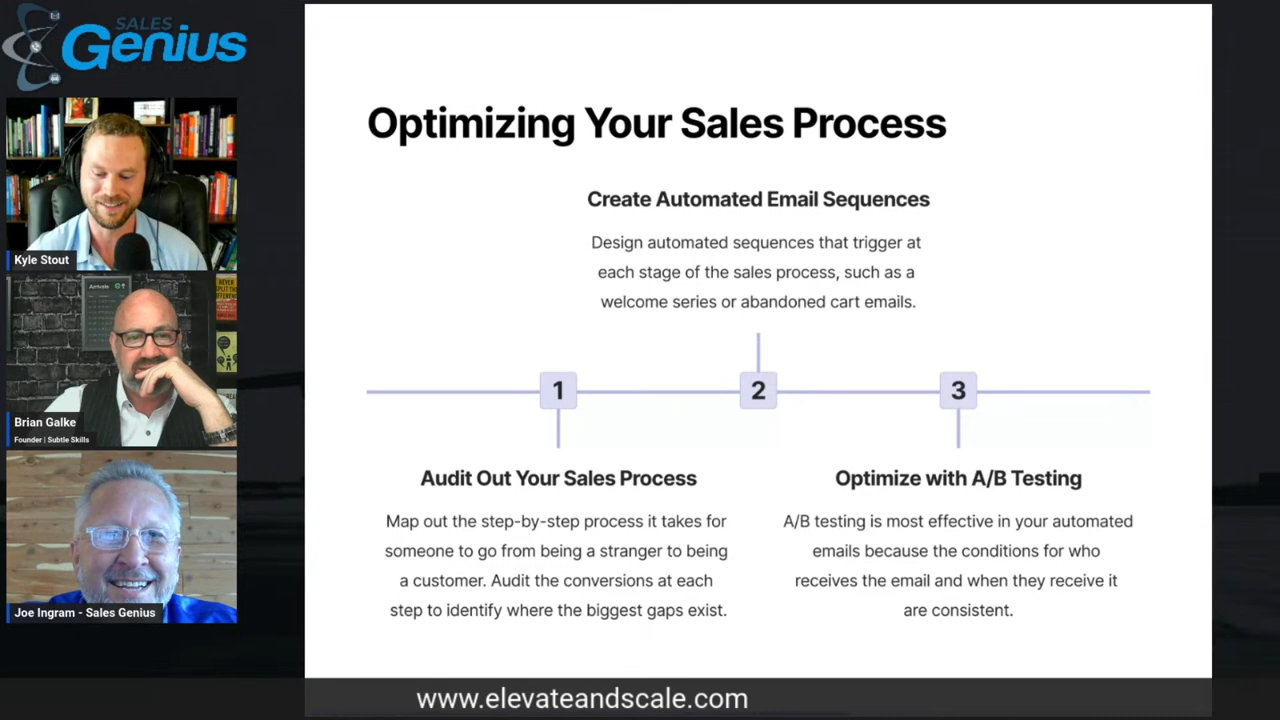 SALES
Genius
Kyle Stout
Arrivals
NEVER
SPLIT THE
Brian Galke
Founder | Subtle Skills
Joe Ingram - Sales Genius
Optimizing Your Sales Process
Create Automated Email Sequences
Design automated sequences that trigger at
each stage of the sales process, such as a
welcome series or abandoned cart emails.
1
2
3
Audit Out Your Sales Process
Map out the step-by-step process it takes for
someone to go from being a stranger to being
a customer. Audit the conversions at each
step to identify where the biggest gaps exist.
Optimize with A/B Testing
A/B testing is most effective in your automated
emails because the conditions for who
receives the email and when they receive it
are consistent.
www.elevateandscale.com